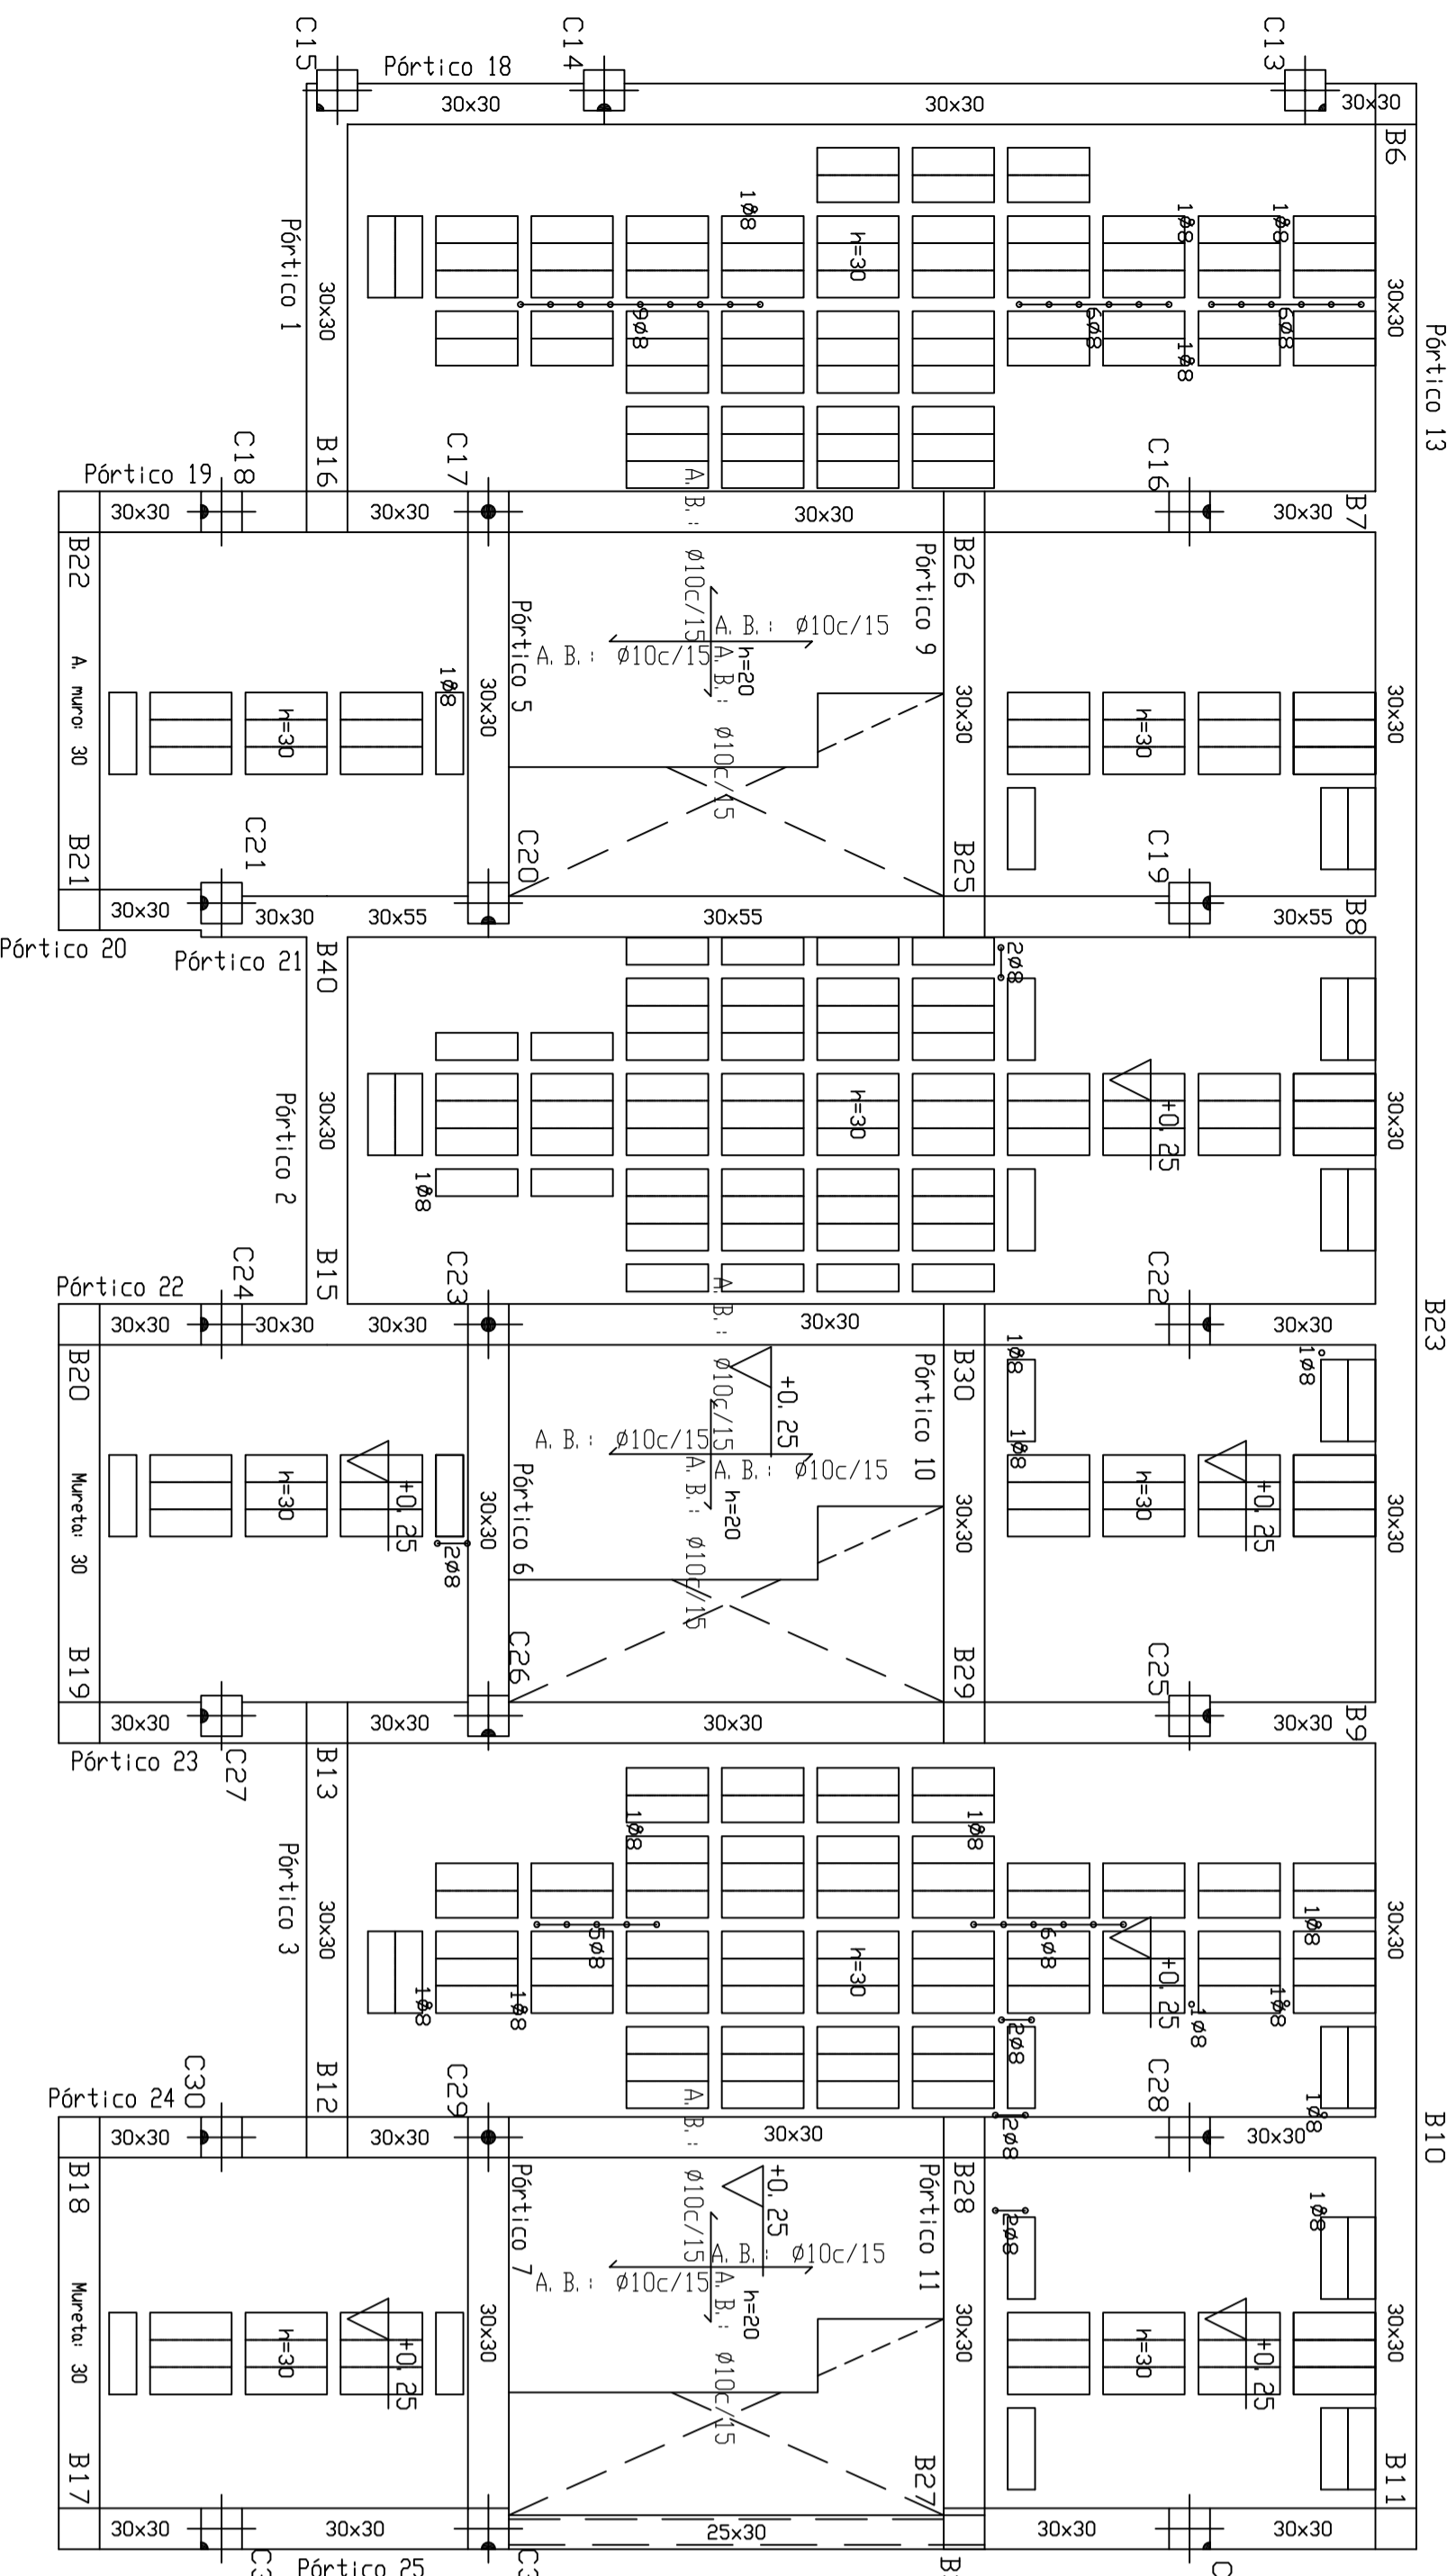 C15
Pórtico 18
C14
C13
30x30
30x30
30x30
B6
1ø8
1ø8
1ø8
Pórtico 1
30x30
h=30
30x30
Pórtico 13
9ø8
6ø8
6ø8
1ø8
Pórtico 19
C18
B16
C17
C16
B7
30x30
30x30
30x30
30x30
A. B.: Ø10c/15
B22
Pórtico 5
Pórtico 9
B26
A. B.: Ø10c/15
A. B.: Ø10c/15
A. B.: Ø10c/15
h=20
A. muro: 30
h=30
1ø8
30x30
30x30
h=30
30x30
B21
C21
C20
B25
C19
B8
30x30
30x30
30x55
30x55
30x55
Pórtico 20
Pórtico 21
B40
2ø8
Pórtico 2
30x30
h=30
+0,25
30x30
1ø8
Pórtico 22
C24
B15
C23
C22
B23
30x30
30x30
30x30
30x30
30x30
A. B.: Ø10c/15
B20
+0,25
Pórtico 10
B30
1ø8
1ø8
1ø8
A. B.: Ø10c/15
A. B.: Ø10c/15
A. B.: Ø10c/15
h=20
Mureta: 30
h=30
+0,25
30x30
Pórtico 6
30x30
h=30
+0,25
30x30
2ø8
B19
C26
B29
C25
B9
30x30
30x30
30x30
30x30
Pórtico 23
C27
B13
1ø8
1ø8
Pórtico 3
30x30
5ø8
h=30
6ø8
+0,25
1ø8
30x30
1ø8
1ø8
1ø8
1ø8
2ø8
Pórtico 24
C30
B12
C29
C28
1ø8
B10
30x30
30x30
30x30
30x30
2ø8
A. B.: Ø10c/15
B18
Pórtico 7
+0,25
Pórtico 11
B28
2ø8
1ø8
A. B.: Ø10c/15
A. B.: Ø10c/15
A. B.: Ø10c/15
h=20
Mureta: 30
h=30
+0,25
30x30
30x30
h=30
+0,25
30x30
B17
B27
B11
30x30
30x30
25x30
30x30
30x30
Pórtico 25